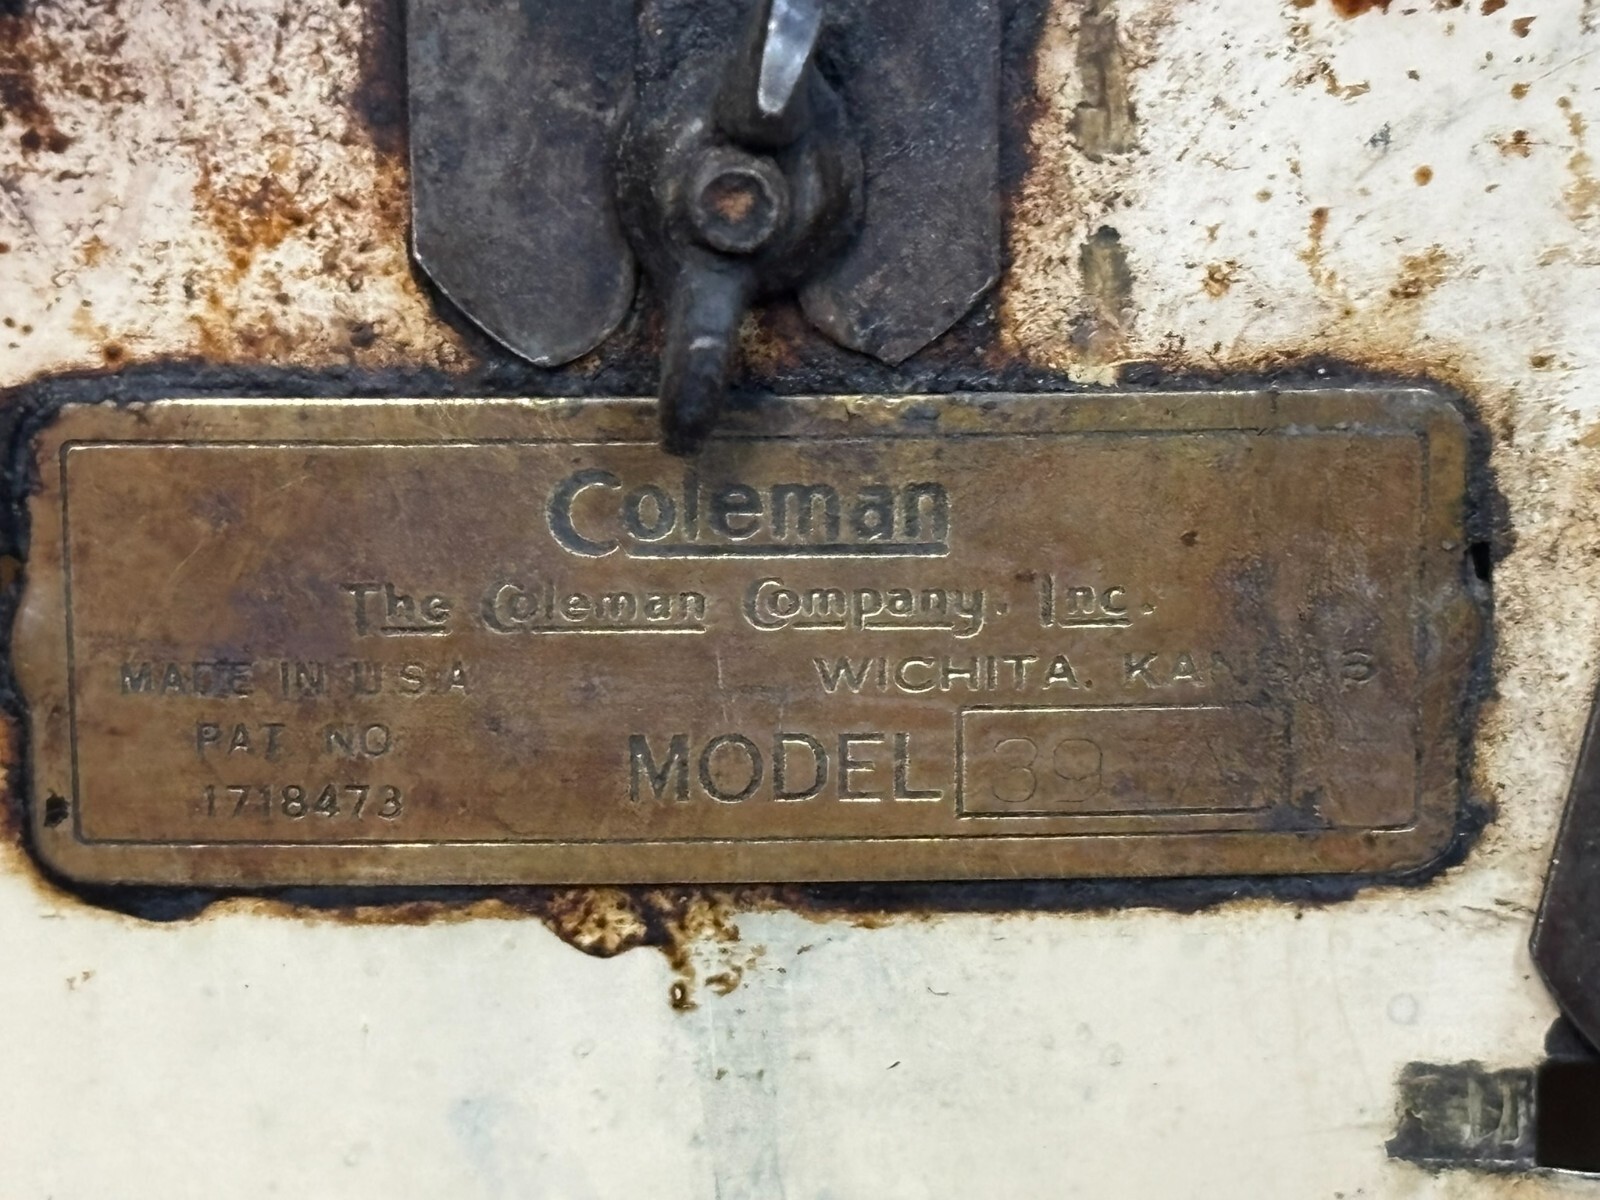 Coleman
The Coleman Company, Inc.
MADE IN U.S.A WICHITA, KANSAS
PAT NO
1718473
MODEL 39